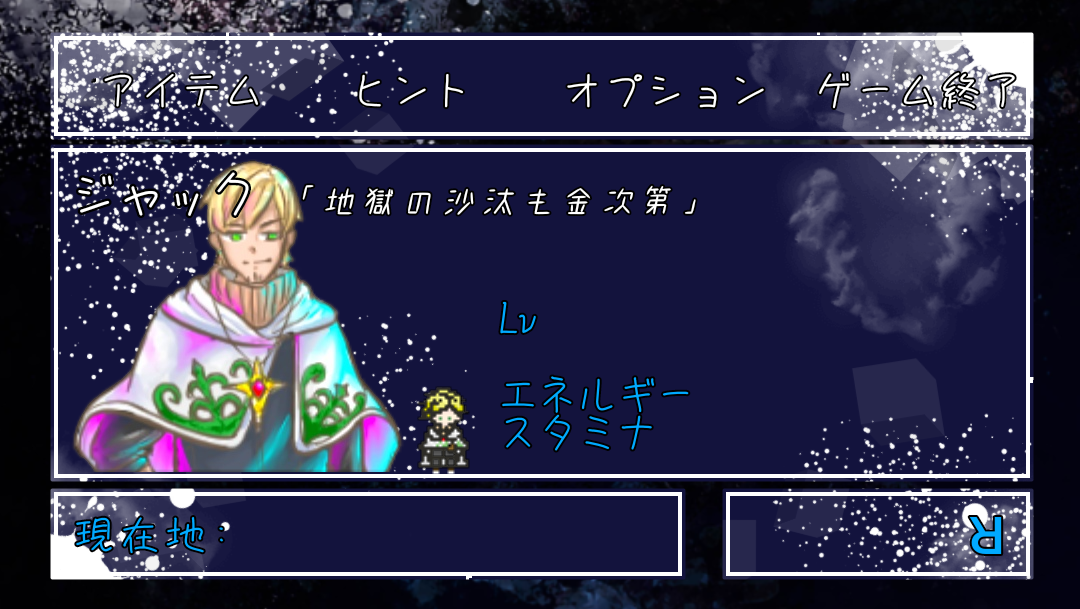 アイテム ヒント オプション ゲーム終了
ジャック 「地獄の沙汰も金次第」
Lv
エネルギー
スタミナ
現在地:
R